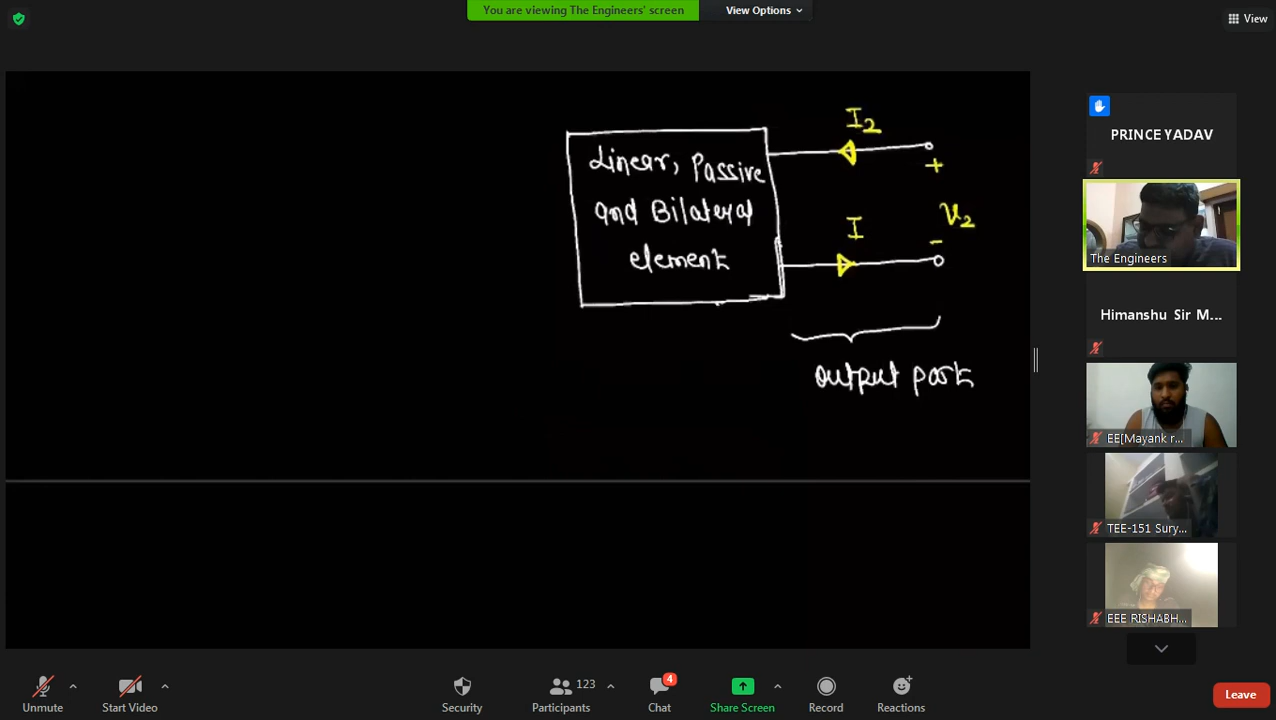 You are viewing The Engineers' screen
View Options
View
I2
Linear, Passive
and Bilateral
element
+
I
V2
-
output port
PRINCE YADAV
The Engineers
Himanshu Sir M...
EE[Mayank r...
TEE-151 Sury...
EEE RISABH...
Unmute
Start Video
Security
123
Participants
4
Chat
Share Screen
Record
Reactions
Leave